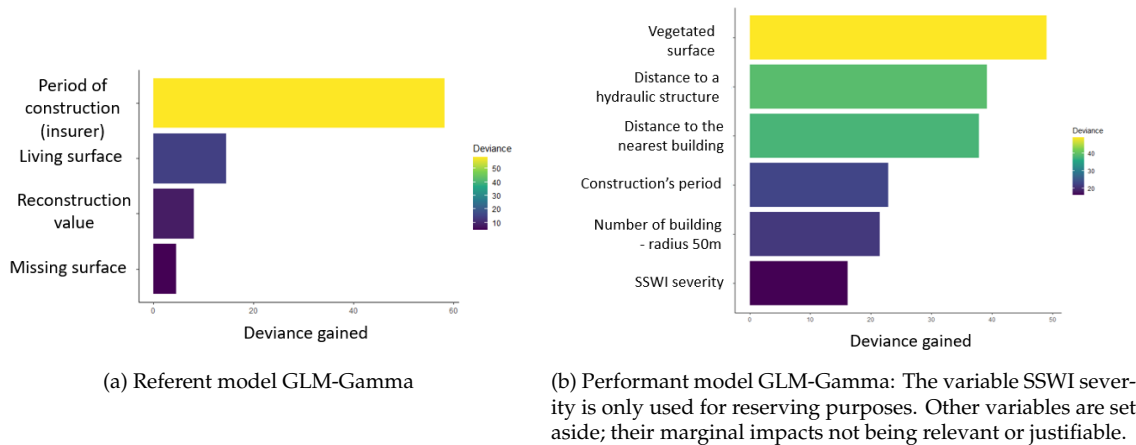 Period of
construction
(insurer)
Living surface
Reconstruction
value
Missing surface
0
20
40
60
Deviance gained
Deviance
50
40
30
20
10
(a) Referent model GLM-Gamma
Vegetated
surface
Distance to a
hydraulic structure
Distance to the
nearest building
Construction's period
Number of building
- radius 50m
SSWI severity
0
10
20
30
40
50
Deviance gained
Deviance
40
30
20
(b) Performant model GLM-Gamma: The variable SSWI sever-
ity is only used for reserving purposes. Other variables are set
aside; their marginal impacts not being relevant or justifiable.